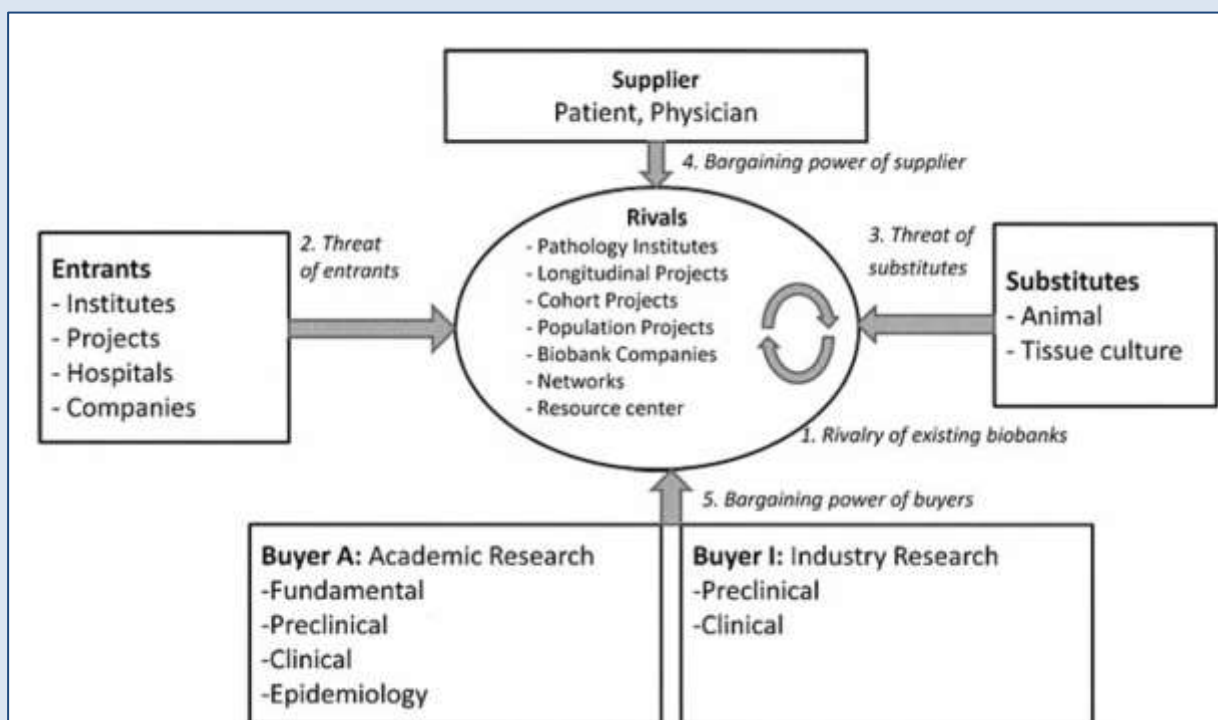 Supplier
Patient, Physician
4. Bargaining power of supplier
Entrants
- Institutes
- Projects
- Hospitals
- Companies
2. Threat
of entrants
Rivals
- Pathology Institutes
- Longitudinal Projects
- Cohort Projects
- Population Projects
- Biobank Companies
- Networks
- Resource center
3. Threat of
substitutes
Substitutes
- Animal
- Tissue culture
1. Rivalry of existing biobanks
5. Bargaining power of buyers
Buyer A: Academic Research
-Fundamental
-Preclinical
-Clinical
-Epidemiology
Buyer I: Industry Research
-Preclinical
-Clinical